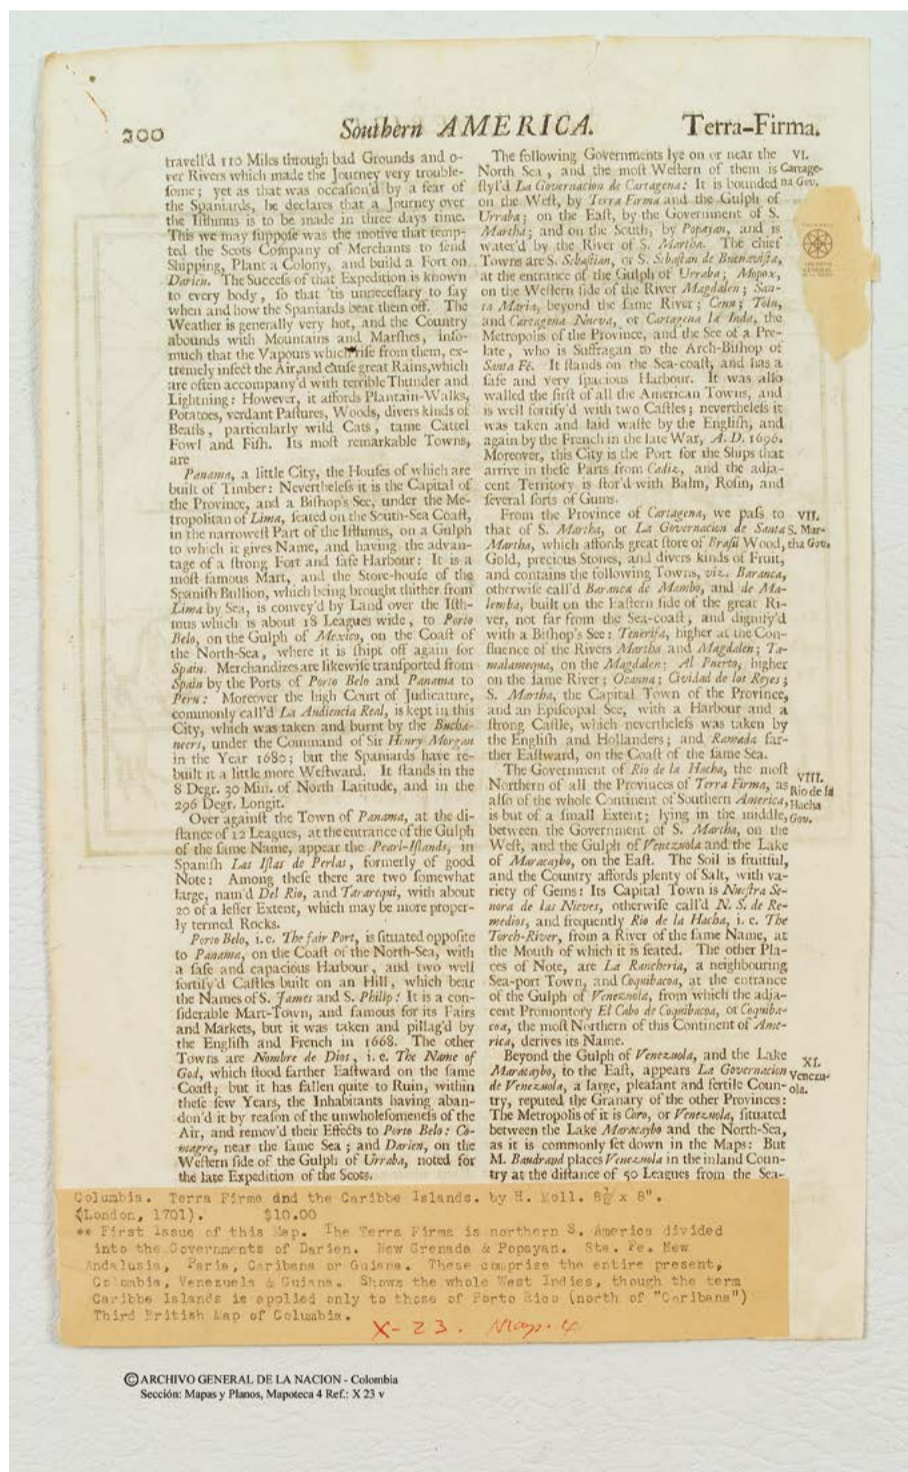 200
Southern AMERICA.
Terra-Firma.
travell'd 110 Miles through bad Grounds and o-
ver Rivers which made the Journey very trouble-
ſome; yet as that was occaſion'd by a fear of
the Spaniards, he declares that a Journey over
the Iſthmus is to be made in three days time.
This we may ſuppoſe was the motive that temp-
ted the Scots Company of Merchants to ſend
Shipping, Plant a Colony, and build a Fort on
Darien. The Succeſs of that Expedition is known
to every body, ſo that 'tis unneceſſary to ſay
when and how the Spaniards beat them off. The
Weather is generally very hot, and the Country
abounds with Mountains and Marſhes, inſo-
much that the Vapours which riſe from them, ex-
tremely infect the Air, and cauſe great Rains, which
are often accompany'd with terrible Thunder and
Lightning: However, it affords Plantain-Walks,
Potatoes, verdant Paſtures, Woods, divers kinds of
Beaſts, particularly wild Cats, tame Cattel
Fowl and Fiſh. Its moſt remarkable Towns,
are
Panama, a little City, the Houſes of which are
built of Timber: Nevertheleſs it is the Capital of
the Province, and a Biſhop's See, under the Me-
tropolitan of Lima, ſeated on the South-Sea Coaſt,
in the narroweſt Part of the Iſthmus, on a Gulph
to which it gives Name, and having the advan-
tage of a ſtrong Fort and ſafe Harbour: It is a
moſt famous Mart, and the Store-houſe of the
Spaniſh Bullion, which being brought thither from
Lima by Sea, is convey'd by Land over the Iſth-
mus which is about 18 Leagues wide, to Porto
Belo, on the Gulph of Mexico, on the Coaſt of
the North-Sea, where it is ſhipt off again for
Spain. Merchandizes are likewiſe tranſported from
Spain by the Ports of Porto Belo and Panama to
Peru: Moreover the high Court of Judicature,
commonly call'd La Audiencia Real, is kept in this
City, which was taken and burnt by the Bucha-
neers, under the Command of Sir Henry Morgan
in the Year 1680; but the Spaniards have re-
built it a little more Weſtward. It ſtands in the
8 Degr. 30 Min. of North Latitude, and in the
296 Degr. Longit.
Over againſt the Town of Panama, at the di-
ſtance of 12 Leagues, at the entrance of the Gulph
of the ſame Name, appear the Pearl-Iſlands, in
Spaniſh Las Iſlas de Perlas, formerly of good
Note: Among theſe there are two ſomewhat
large, nam'd Del Rio, and Tararequi, with about
20 of a leſſer Extent, which may be more proper-
ly termed Rocks.
Porto Belo, i.e. The fair Port, is ſituated oppoſite
to Panama, on the Coaſt of the North-Sea, with
a ſafe and capacious Harbour, and two well
fortify'd Caſtles built on an Hill, which bear
the Names of S. James and S. Philip: It is a con-
ſiderable Mart-Town, and famous for its Fairs
and Markets, but it was taken and pillag'd by
the Engliſh and French in 1668. The other
Towns are Nombre de Dios, i.e. The Name of
God, which ſtood farther Eaſtward on the ſame
Coaſt; but it has fallen quite to Ruin, within
theſe few Years, the Inhabitants having aban-
don'd it by reaſon of the unwholeſomeneſs of the
Air, and remov'd their Effects to Porto Belo: Co-
magre, near the ſame Sea; and Darien, on the
Weſtern ſide of the Gulph of Urraba, noted for
the late Expedition of the Scots.
The following Governments lye on or near the
North Sea, and the moſt Weſtern of them is
ſtyl'd La Governacion de Cartagena: It is bounded
on the Weſt, by Terra Firma and the Gulph of
Urraba; on the Eaſt, by the Government of S.
Martha; and on the South, by Popayan, and is
water'd by the River of S. Martha. The chief
Towns are S. Sebaſtian, or S. Sebaſtan de Buenaviſta,
at the entrance of the Gulph of Urraba; Mopox,
on the Weſtern ſide of the River Magdalen; San-
ta Maria, beyond the ſame River; Cenu; Tolu,
and Cartagena Nueva, or Cartagena la Inda, the
Metropolis of the Province, and the See of a Pre-
late, who is Suffragan to the Arch-Biſhop of
Santa Fé. It ſtands on the Sea-coaſt, and has a
ſafe and very ſpacious Harbour. It was alſo
walled the firſt of all the American Towns, and
is well fortify'd with two Caſtles; nevertheleſs it
was taken and laid waſte by the Engliſh, and
again by the French in the late War, A. D. 1696.
Moreover, this City is the Port for the Ships that
arrive in theſe Parts from Cadiz, and the adja-
cent Territory is ſtor'd with Balm, Roſin, and
ſeveral ſorts of Gums.
From the Province of Cartagena, we paſs to
that of S. Martha, or La Governacion de Santa
Martha, which affords great ſtore of Braſil Wood,
Gold, precious Stones, and divers kinds of Fruit,
and contains the following Towns, viz. Baranca,
otherwiſe call'd Baranca de Mambo, and de Ma-
lemba, built on the Eaſtern ſide of the great Ri-
ver, not far from the Sea-coaſt, and dignify'd
with a Biſhop's See: Tenerifa, higher at the Con-
fluence of the Rivers Martha and Magdalen; Ta-
malameqna, on the Magdalen; Al Puerto, higher
on the ſame River; Ocanna; Cividad de los Reyes;
S. Martha, the Capital Town of the Province,
and an Epiſcopal See, with a Harbour and a
ſtrong Caſtle, which nevertheleſs was taken by
the Engliſh and Hollanders; and Ramada far-
ther Eaſtward, on the Coaſt of the ſame Sea.
The Government of Rio de la Hacha, the moſt
Northern of all the Provinces of Terra Firma, as
alſo of the whole Continent of Southern America,
is but of a ſmall Extent; lying in the middle,
between the Government of S. Martha, on the
Weſt, and the Gulph of Venezuola and the Lake
of Maracaybo, on the Eaſt. The Soil is fruitful,
and the Country affords plenty of Salt, with va-
riety of Gems: Its Capital Town is Nueſtra Se-
nora de las Nieves, otherwiſe call'd N. S. de Re-
medios, and frequently Rio de la Hacha, i. e. The
Torch-River, from a River of the ſame Name, at
the Mouth of which it is ſeated. The other Pla-
ces of Note, are La Rancheria, a neighbouring
Sea-port Town, and Coquibacoa, at the entrance
of the Gulph of Venezuola, from which the adja-
cent Promontory El Cabo de Coquibacoa, or Coquiba-
coa, the moſt Northern of this Continent of Ame-
rica, derives its Name.
Beyond the Gulph of Venezuola, and the Lake
Maracaybo, to the Eaſt, appears La Governacion
de Venezuola, a large, pleaſant and fertile Coun-
try, reputed the Granary of the other Provinces:
The Metropolis of it is Coro, or Venezuola, ſituated
between the Lake Maracaybo and the North-Sea,
as it is commonly ſet down in the Maps: But
M. Baudrand places Venezuola in the inland Coun-
try at the diſtance of 50 Leagues from the Sea-
VI.
Cartage-
na Gov.
VII.
S. Mar-
tha Gov.
VIII.
Rio de la
Hacha
Gov.
XI.
Venezu-
ola.
Columbia. Terra Firma and the Caribbe Islands. by H. Moll. 8½ x 8".
(London, 1701). $10.00
** First Issue of this Map. The Terra Firma is northern S. America divided
into the Governments of Darien. New Grenada & Popayan. Sta. Fe. New
Andalusia, Paria, Caribana or Guiana. These comprise the entire present,
Colombia, Venezuela & Guiana. Shows the whole West Indies, though the term
Caribbe Islands is applied only to those of Porto Rico (north of "Caribana")
Third British Map of Columbia.
X-23. Map. 4
©ARCHIVO GENERAL DE LA NACION - Colombia
Sección: Mapas y Planos, Mapoteca 4 Ref.: X 23 v